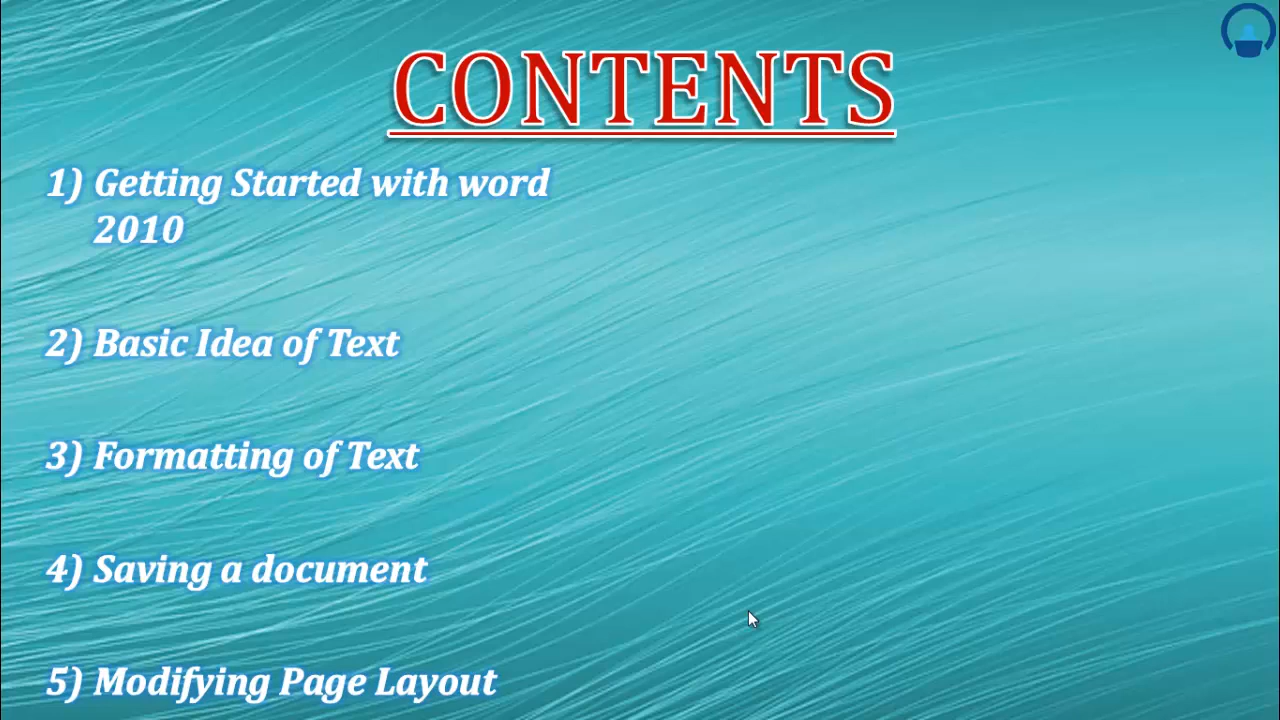 CONTENTS
1) Getting Started with word
2010
2) Basic Idea of Text
3) Formatting of Text
4) Saving a document
5) Modifying Page Layout